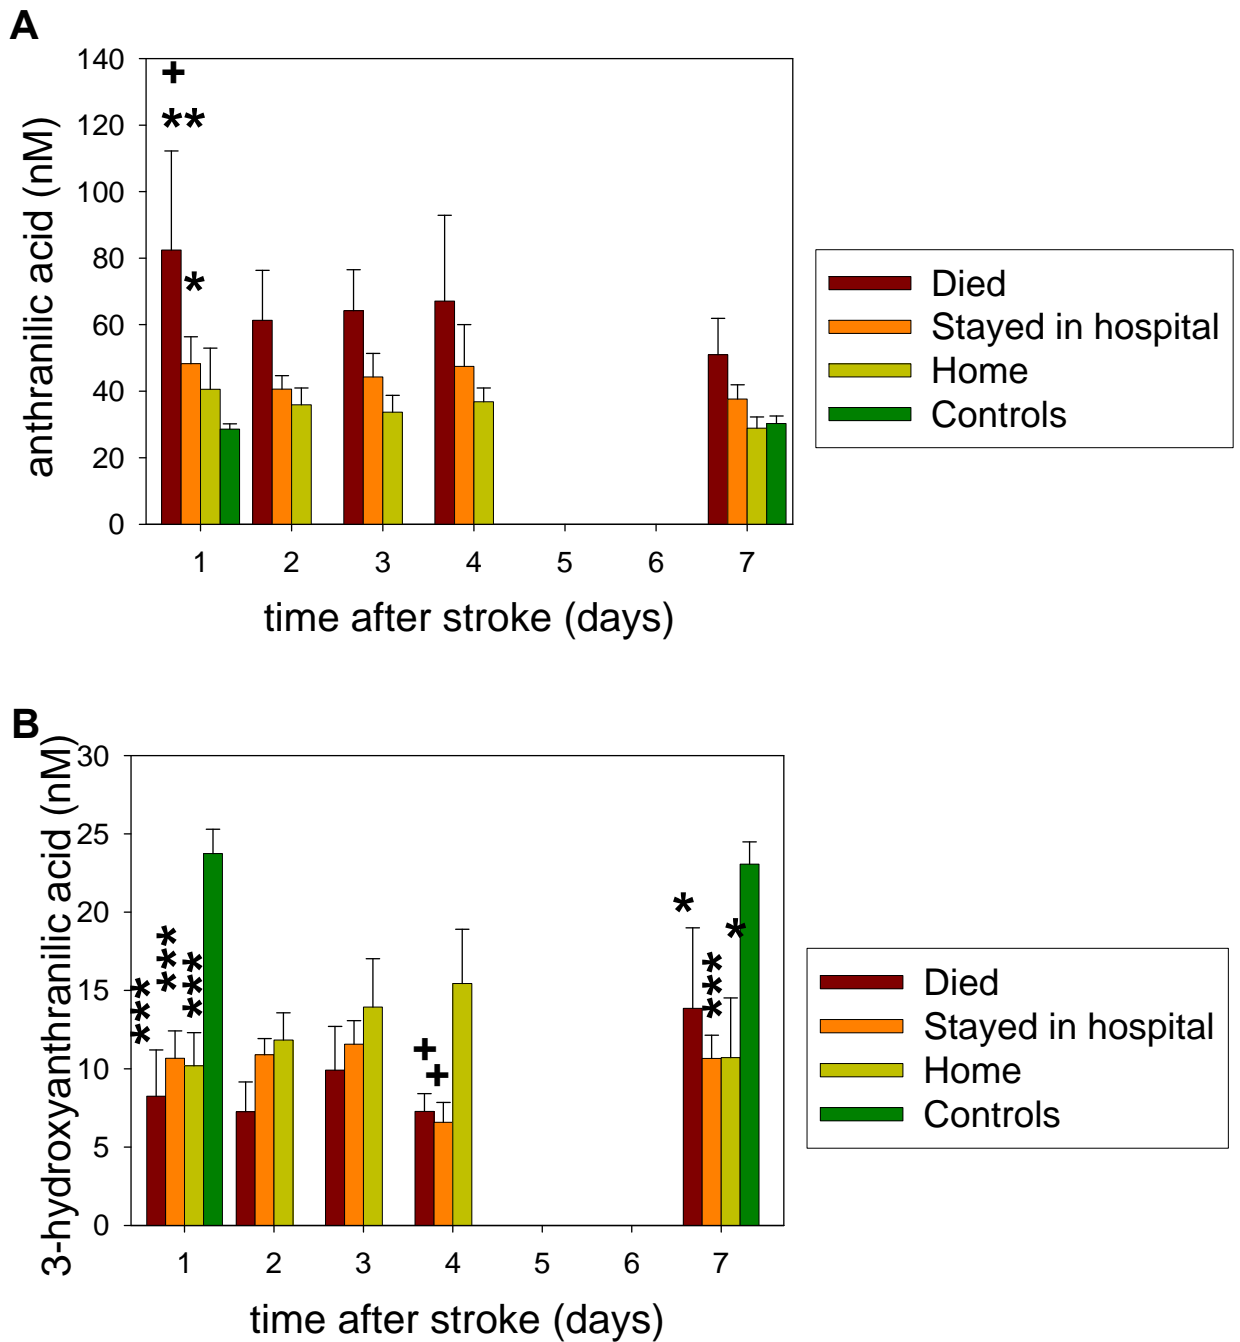 A
140
120
100
80
60
40
20
0
anthranilic acid (nM)
+
**
*
1 2 3 4 5 6 7
time after stroke (days)
Died
Stayed in hospital
Home
Controls
B
30
25
20
15
10
5
0
3-hydroxyanthranilic acid (nM)
***
***
***
+
+
*
***
*
1 2 3 4 5 6 7
time after stroke (days)
Died
Stayed in hospital
Home
Controls